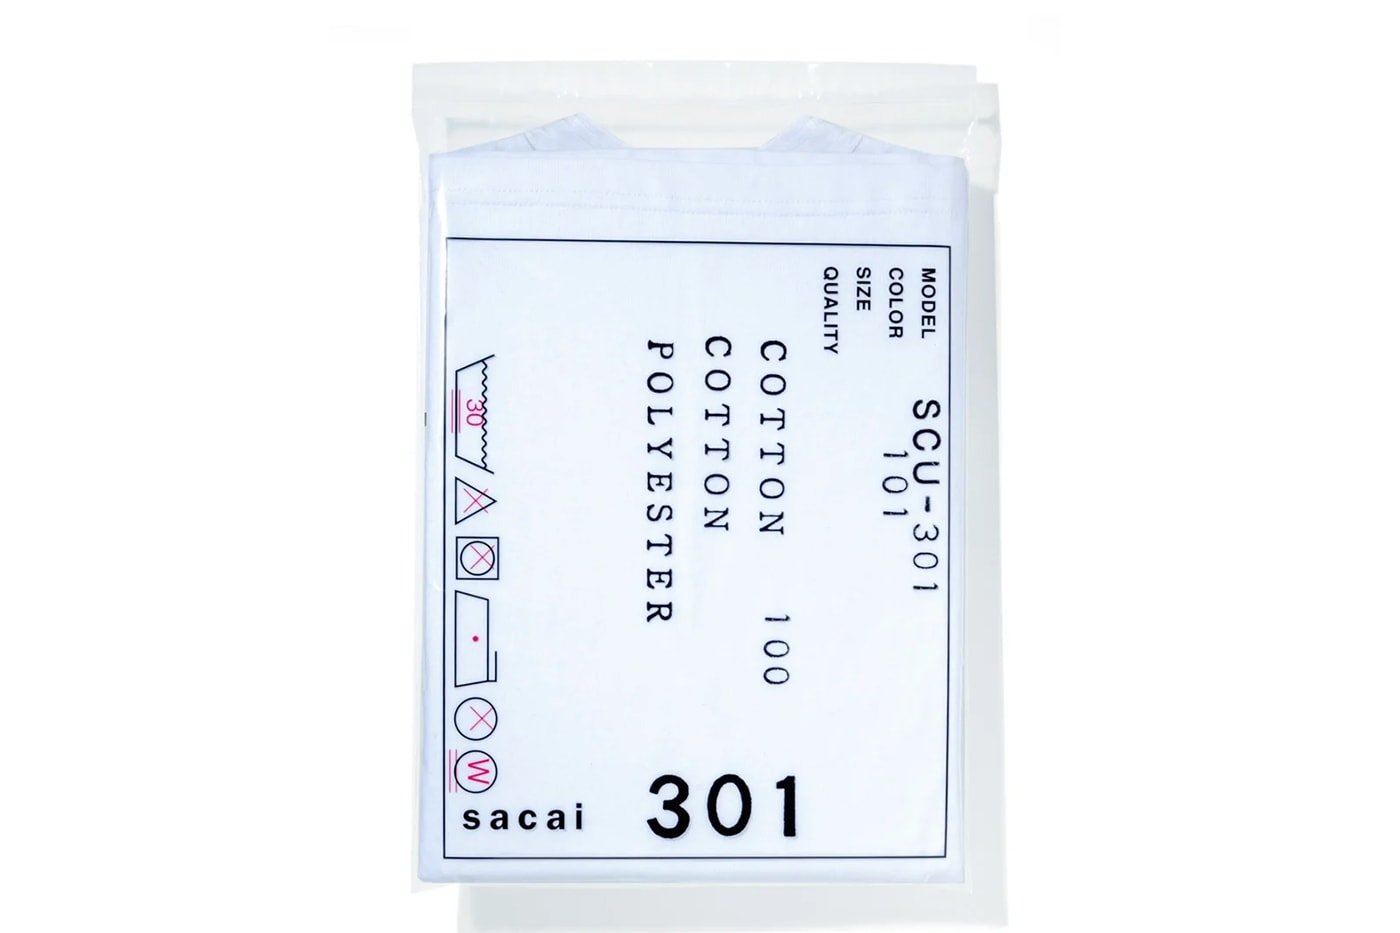 MODEL SCU-301
COLOR 101
SIZE
QUALITY
COTTON 100
COTTON
POLYESTER
30
W
sacai
301